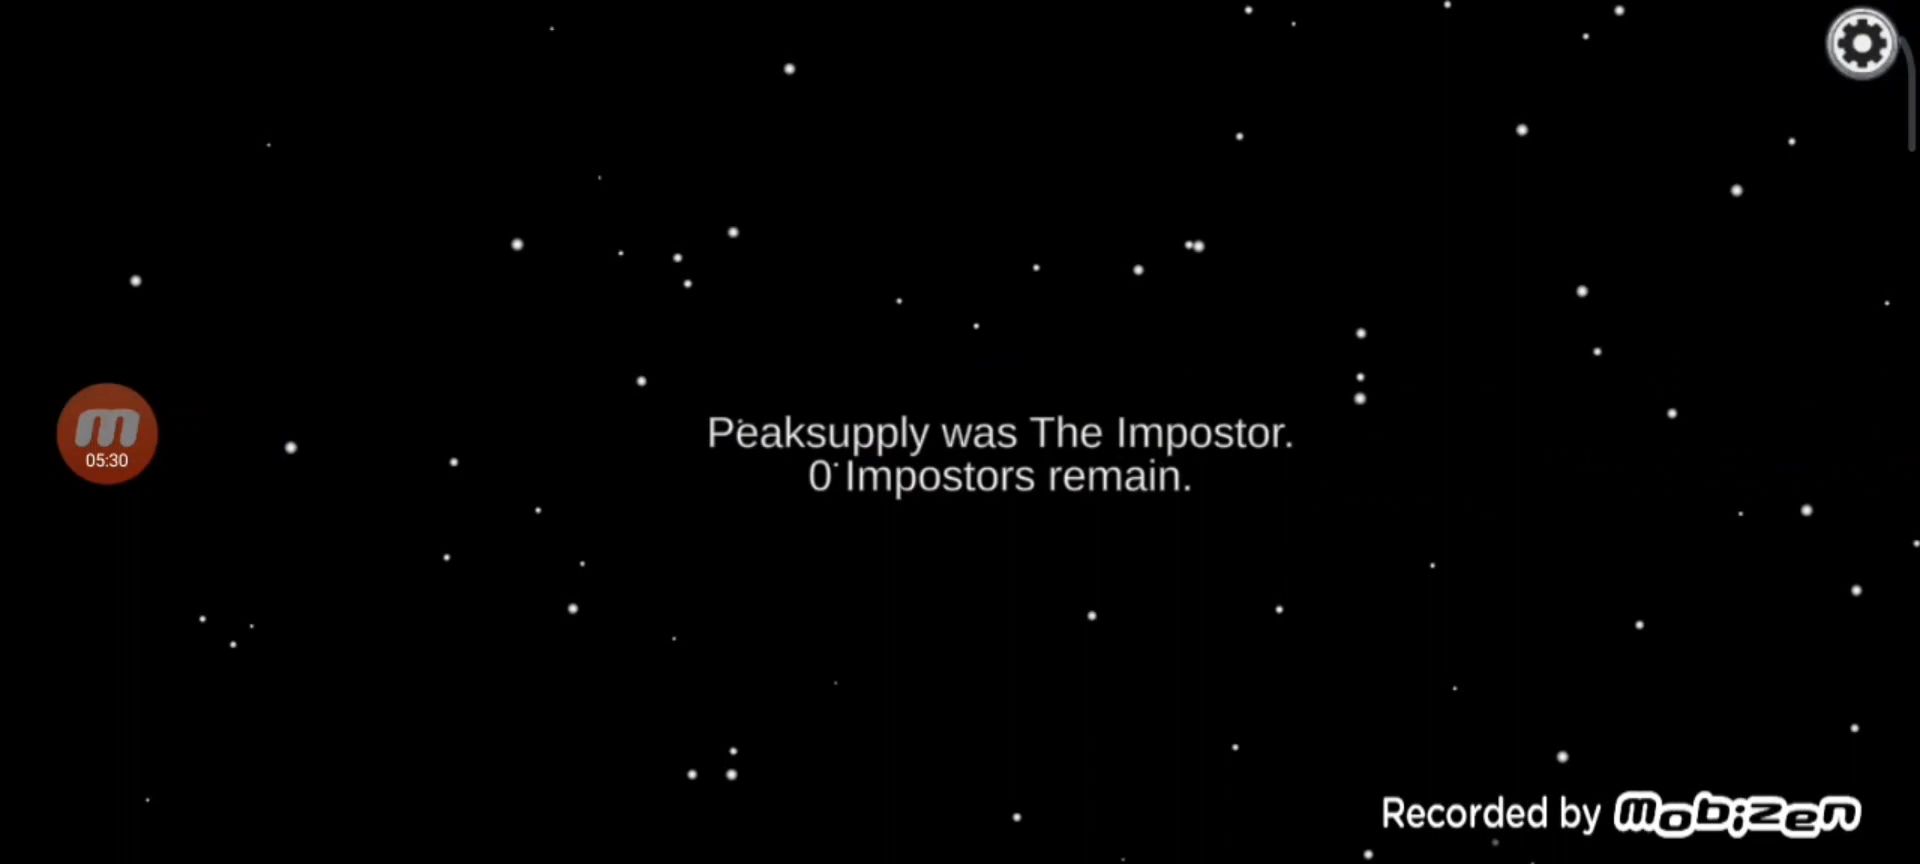 Peaksupply was The Impostor.
0 Impostors remain.
m
05:30
Recorded by mobizen